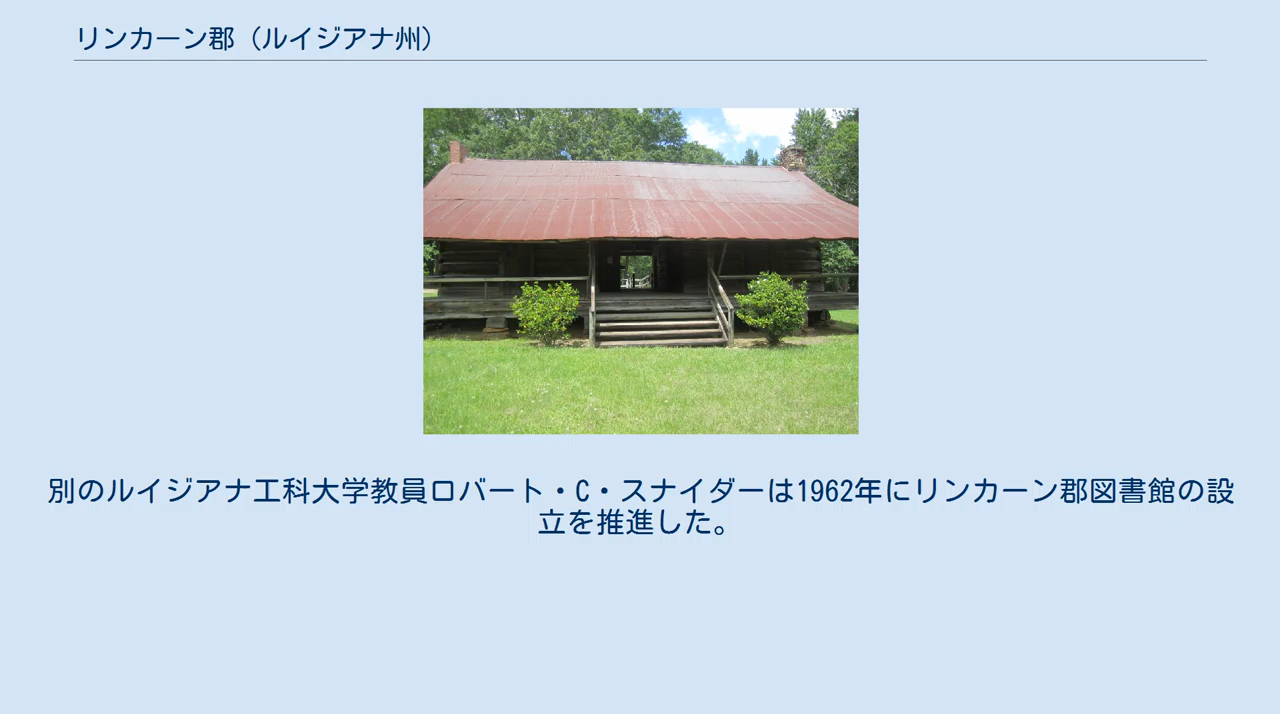 リンカーン郡（ルイジアナ州）
別のルイジアナ工科大学教員ロバート・C・スナイダーは1962年にリンカーン郡図書館の設
立を推進した。